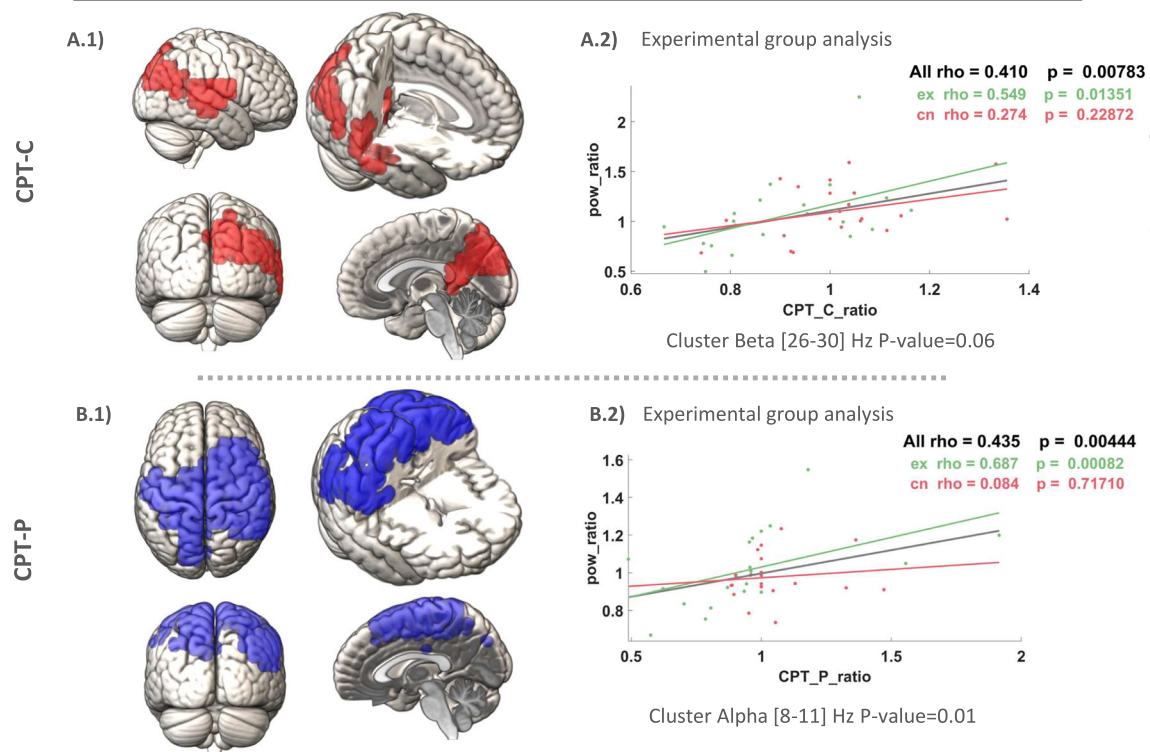 A.1)
CPT-C
A.2) Experimental group analysis
All rho = 0.410 p = 0.00783
ex rho = 0.549 p = 0.01351
cn rho = 0.274 p = 0.22872
pow_ratio
2
1.5
1
0.5
0.6 0.8 1 1.2 1.4
CPT_C_ratio
Cluster Beta [26-30] Hz P-value=0.06
B.1)
CPT-P
B.2) Experimental group analysis
All rho = 0.435 p = 0.00444
ex rho = 0.687 p = 0.00082
cn rho = 0.084 p = 0.71710
pow_ratio
1.6
1.4
1.2
1
0.8
0.5 1 1.5 2
CPT_P_ratio
Cluster Alpha [8-11] Hz P-value=0.01